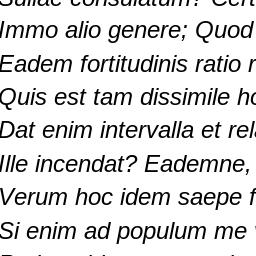 Sullae consulatum? Cert
Immo alio genere; Quod
Eadem fortitudinis ratio r
Quis est tam dissimile ho
Dat enim intervalla et rel
Ille incendat? Eademne,
Verum hoc idem saepe f
Si enim ad populum me v